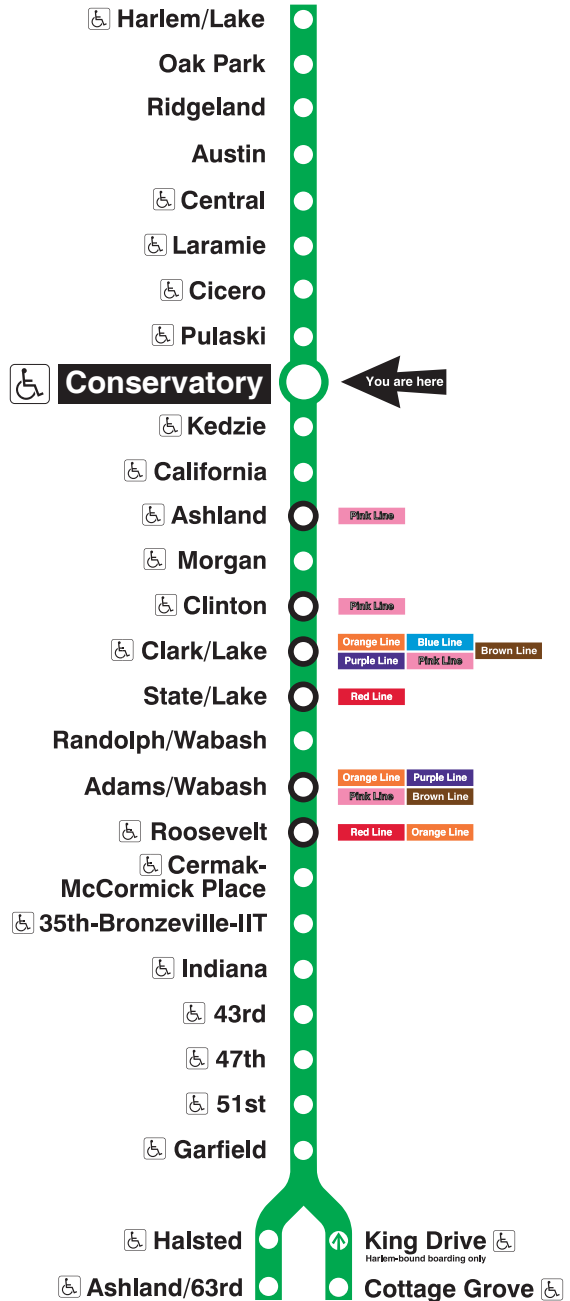 Harlem/Lake
Oak Park
Ridgeland
Austin
Central
Laramie
Cicero
Pulaski
Conservatory
You are here
Kedzie
California
Ashland
Pink Line
Morgan
Clinton
Pink Line
Clark/Lake
Orange Line Blue Line
Brown Line
Purple Line Pink Line
State/Lake
Red Line
Randolph/Wabash
Adams/Wabash
Orange Line Purple Line
Pink Line Brown Line
Roosevelt
Red Line Orange Line
Cermak-
McCormick Place
35th-Bronzeville-IIT
Indiana
43rd
47th
51st
Garfield
Halsted
King Drive
Harlem-bound boarding only
Ashland/63rd
Cottage Grove